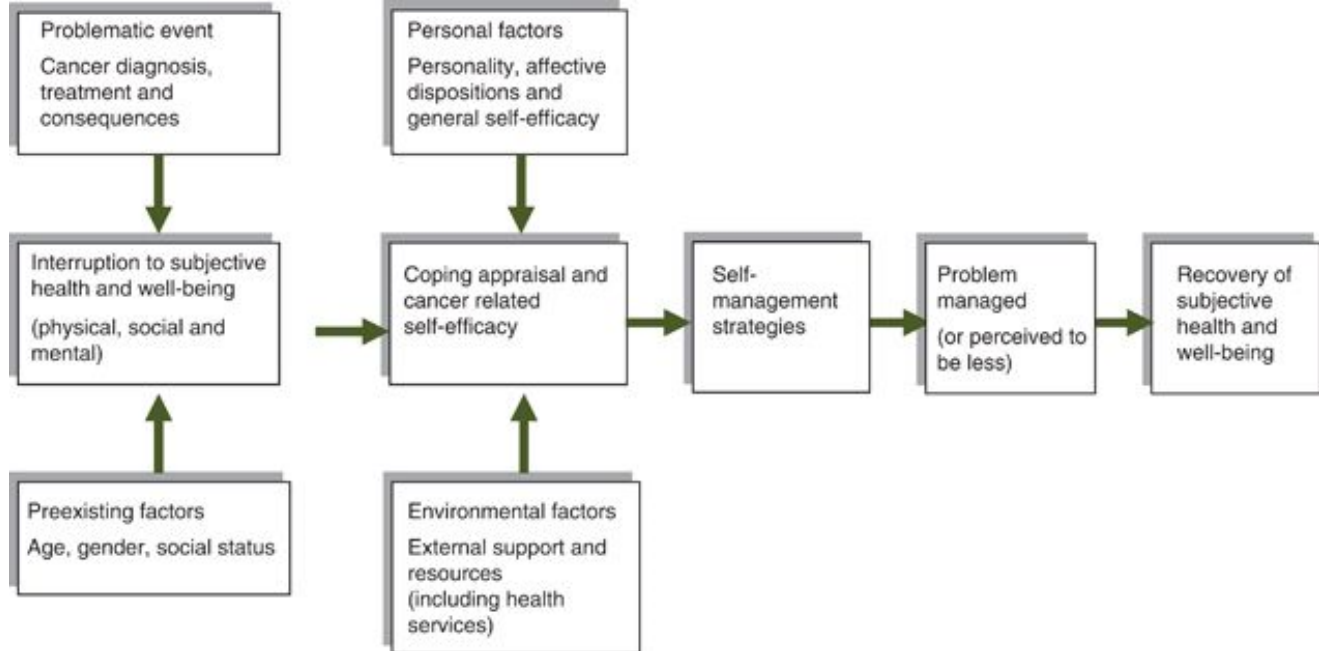 Problematic event
Cancer diagnosis,
treatment and
consequences
Personal factors
Personality, affective
dispositions and
general self-efficacy
Interruption to subjective
health and well-being
(physical, social and
mental)
Coping appraisal and
cancer related
self-efficacy
Self-
management
strategies
Problem
managed
(or perceived to
be less)
Recovery of
subjective
health and
well-being
Preexisting factors
Age, gender, social status
Environmental factors
External support and
resources
(including health
services)